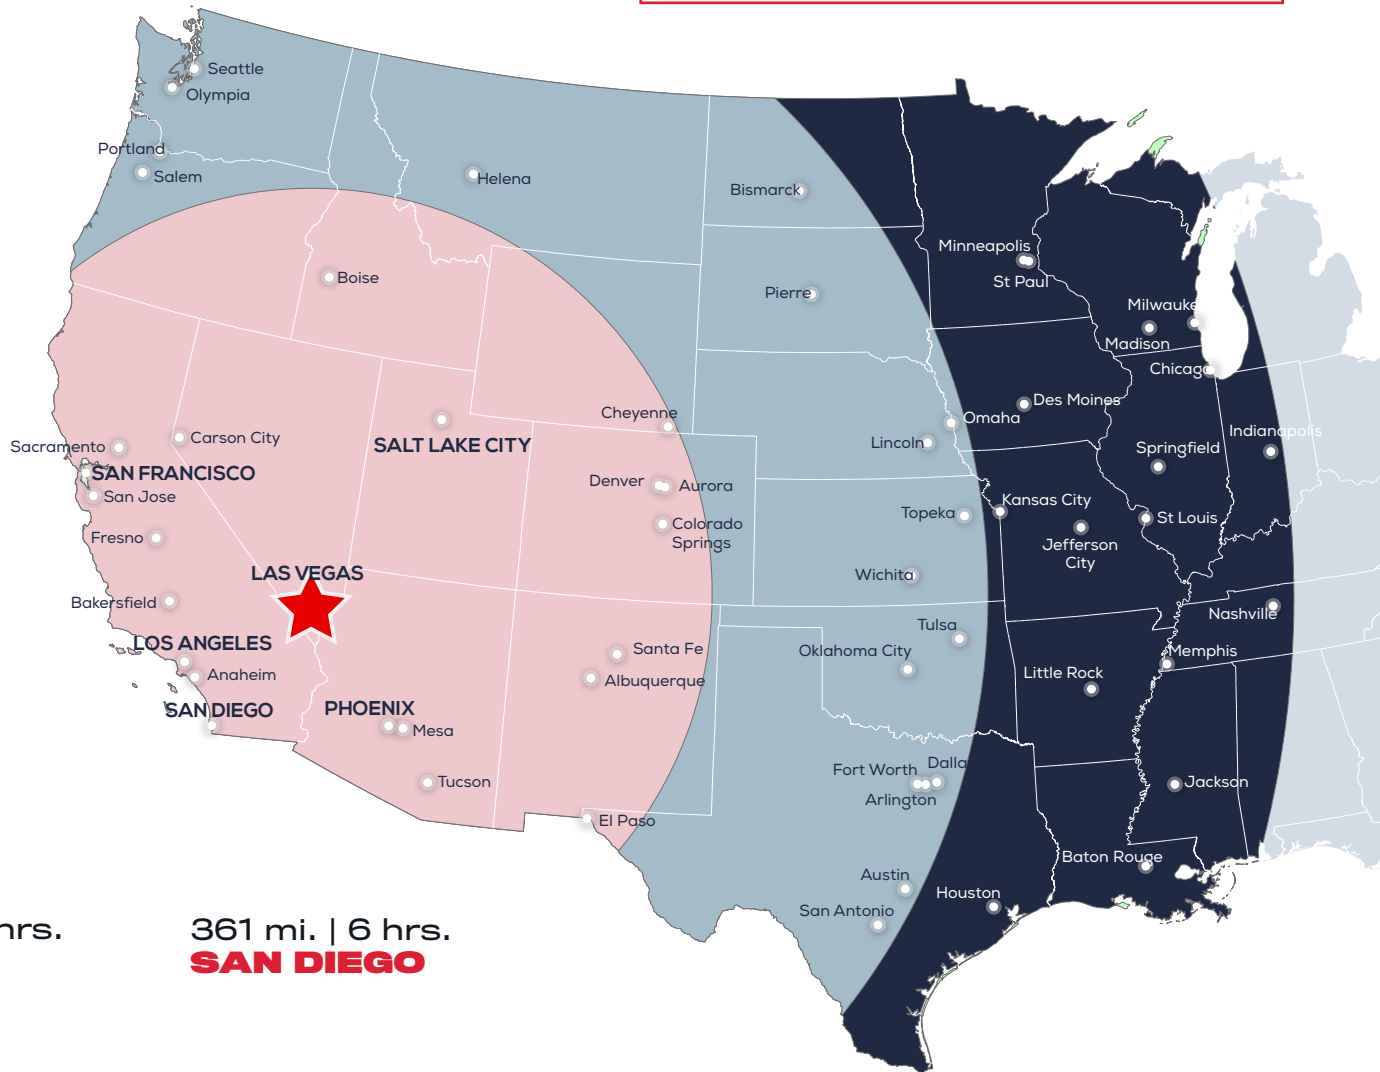 Seattle
Olympia
Portland
Salem
Helena
Bismarck
Minneapolis
St Paul
Boise
Pierre
Milwauke
Madison
Chicago
Cheyenne
Des Moines
Omaha
Carson City
Sacramento
SALT LAKE CITY
Lincoln
Indianapolis
Springfield
SAN FRANCISCO
Denver
Aurora
San Jose
Kansas City
Topeka
St Louis
Colorado
Springs
Fresno
Jefferson
City
LAS VEGAS
Wichita
Bakersfield
Nashville
Tulsa
LOS ANGELES
Santa Fe
Oklahoma City
Memphis
Anaheim
Albuquerque
Little Rock
SAN DIEGO
PHOENIX
Mesa
Fort Worth
Dalla
Tucson
Jackson
Arlington
El Paso
Baton Rouge
Austin
Houston
San Antonio
hrs.
361 mi. | 6 hrs.
SAN DIEGO